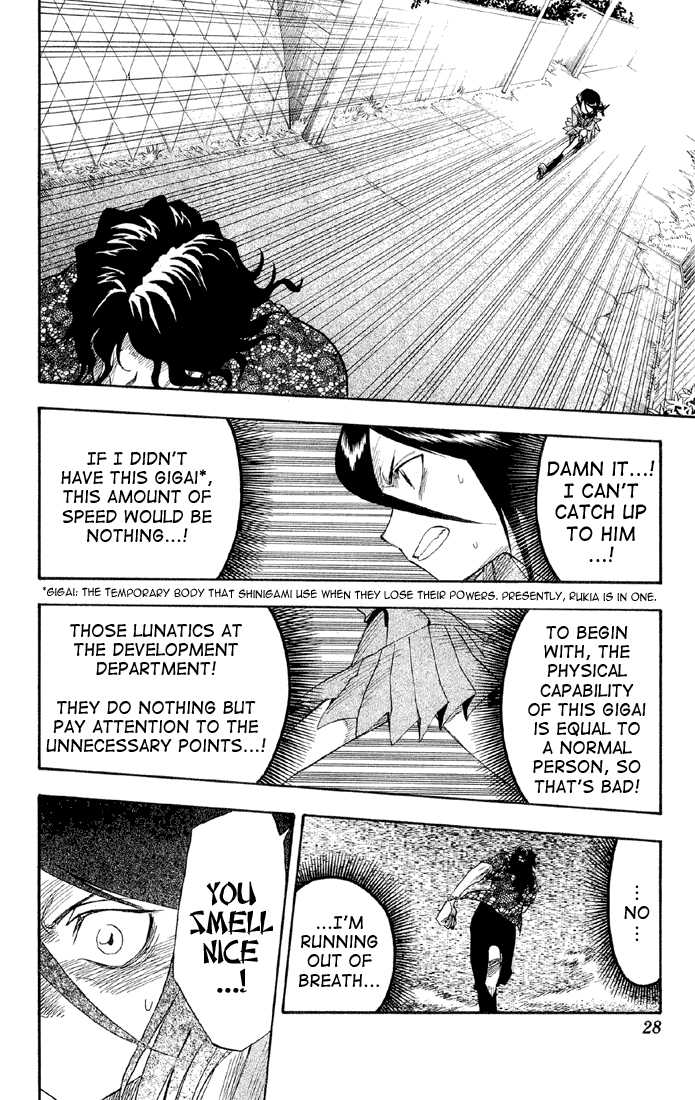 DAMN IT...!
I CAN'T
CATCH UP
TO HIM
...!
IF I DIDN'T
HAVE THIS GIGAI*,
THIS AMOUNT OF
SPEED WOULD BE
NOTHING...!
*GIGAI: THE TEMPORARY BODY THAT SHINIGAMI USE WHEN THEY LOSE THEIR POWERS. PRESENTLY, RUKIA IS IN ONE.
TO BEGIN
WITH, THE
PHYSICAL
CAPABILITY
OF THIS GIGAI
IS EQUAL TO
A NORMAL
PERSON, SO
THAT'S BAD!
THOSE LUNATICS AT
THE DEVELOPMENT
DEPARTMENT!
THEY DO NOTHING BUT
PAY ATTENTION TO THE
UNNECESSARY POINTS...!
...
NO
...
...I'M
RUNNING
OUT OF
BREATH...
YOU
SMELL
NICE
...!
28